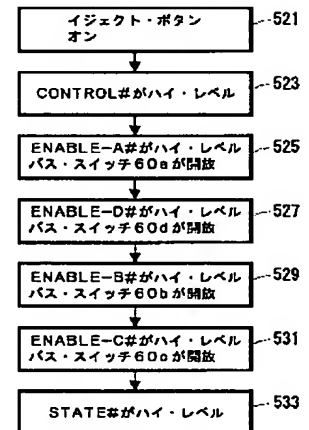 イジェクト・ボタン
オン
521
CONTROL#がハイ・レベル
523
ENABLE-A#がハイ・レベル
バス・スイッチ60aが開放
525
ENABLE-D#がハイ・レベル
バス・スイッチ60dが開放
527
ENABLE-B#がハイ・レベル
バス・スイッチ60bが開放
529
ENABLE-C#がハイ・レベル
バス・スイッチ60cが開放
531
STATE#がハイ・レベル
533